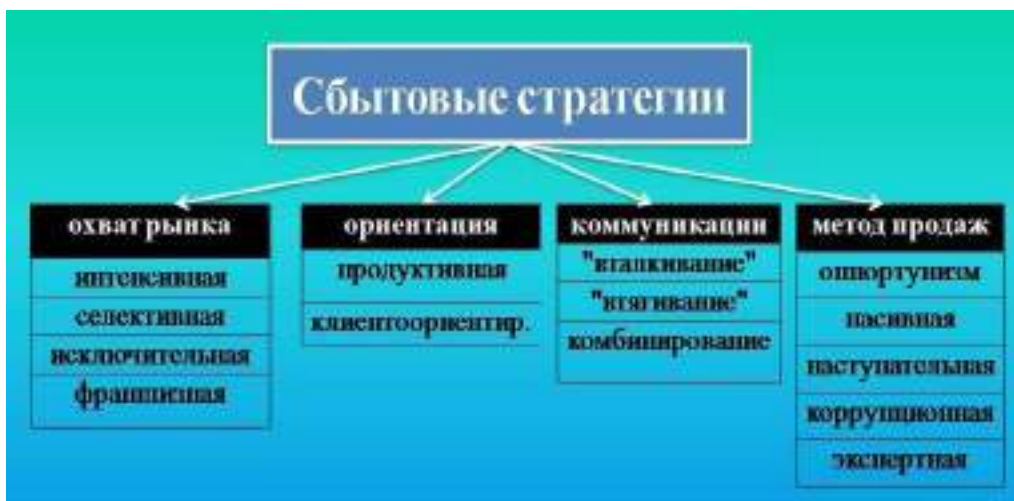 Сбытовые стратегии
охват рынка
интенсивная
селективная
исключительная
франшизная
ориентация
продуктивная
клиентоориентир.
коммуникации
"вталкивание"
"втягивание"
комбинирование
метод продаж
оппортунизм
пасивная
наступательная
коррупционная
экспертная